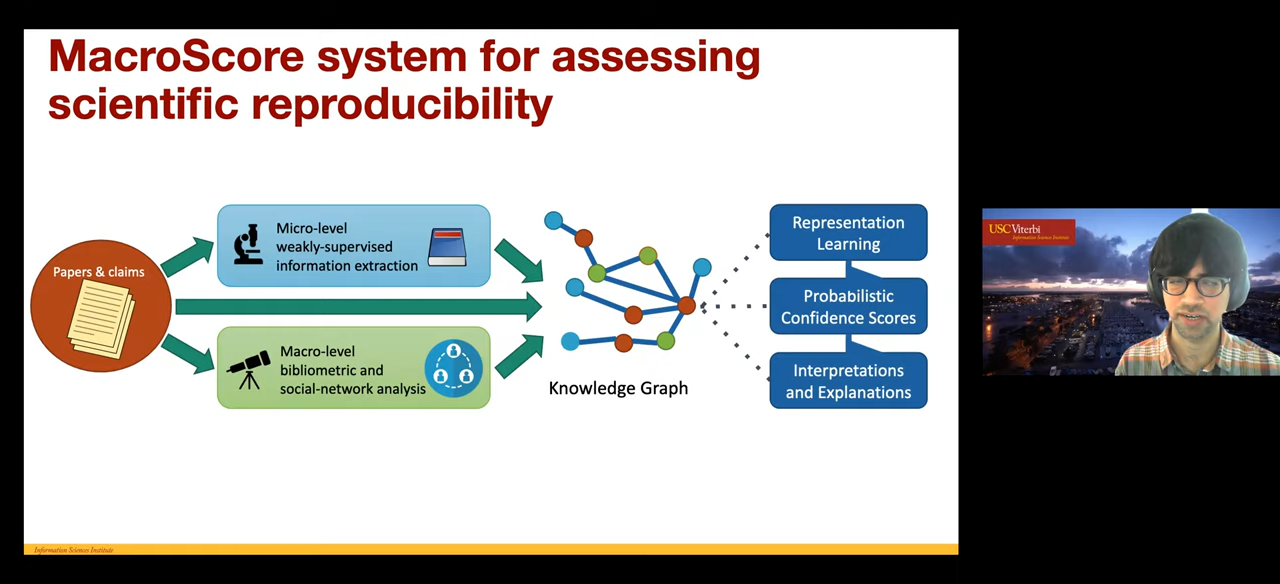 MacroScore system for assessing
scientific reproducibility
Papers & claims
Micro-level
weakly-supervised
information extraction
Macro-level
bibliometric and
social-network analysis
Knowledge Graph
Representation
Learning
Probabilistic
Confidence Scores
Interpretations
and Explanations
Information Sciences Institute
USC Viterbi
Information Sciences Institute